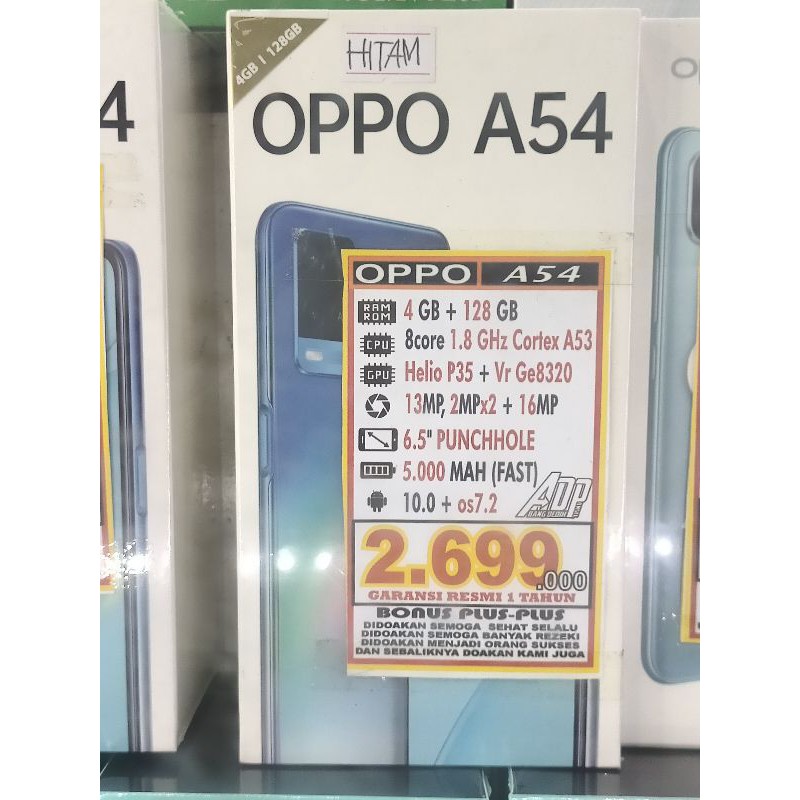 4GB | 128GB
HITAM
4
OPPO A54
O
OPPO A54
RAM
ROM
4 GB + 128 GB
CPU
8core 1.8 GHz Cortex A53
GPU
Helio P35 + Vr Ge8320
13MP, 2MPx2 + 16MP
6.5" PUNCHHOLE
5.000 MAH (FAST)
10.0 + os7.2
ADP
2.699.000
GARANSI RESMI 1 TAHUN
BONUS PLUS-PLUS
DIDOAKAN SEMOGA SEHAT SELALU
DIDOAKAN SEMOGA BANYAK REZEKI
DIDOAKAN MENJADI ORANG SUKSES
DAN SEBALIKNYA DOAKAN KAMI JUGA